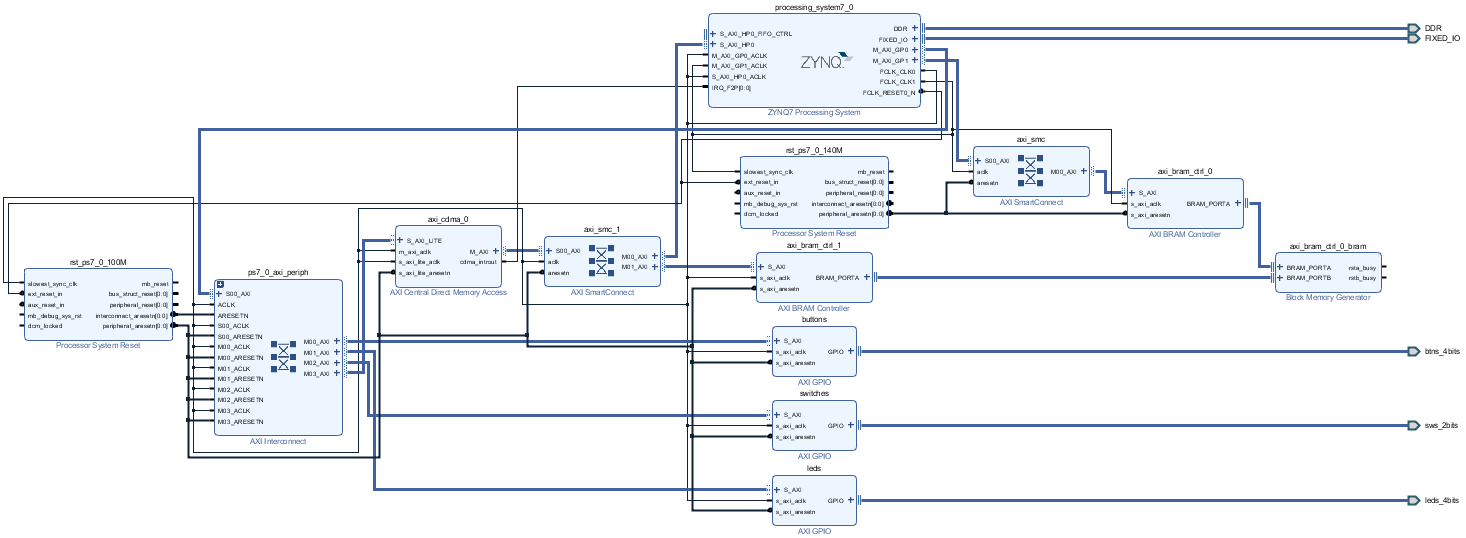 processing_system7_0
S_AXI_HP0_FIFO_CTRL
S_AXI_HP0
M_AXI_GP0_ACLK
M_AXI_GP1_ACLK
S_AXI_HP0_ACLK
IRQ_F2P[0:0]
ZYNQ
DDR
FIXED_IO
M_AXI_GP0
M_AXI_GP1
FCLK_CLK0
FCLK_CLK1
FCLK_RESET0_N
ZYNQ7 Processing System
DDR
FIXED_IO
rst_ps7_0_140M
slowest_sync_clk
ext_reset_in
aux_reset_in
mb_debug_sys_rst
dcm_locked
mb_reset
bus_struct_reset[0:0]
peripheral_reset[0:0]
interconnect_aresetn[0:0]
peripheral_aresetn[0:0]
Processor System Reset
axi_smc
S00_AXI
aclk
aresetn
M00_AXI
AXI SmartConnect
axi_bram_ctrl_0
S_AXI
s_axi_aclk
s_axi_aresetn
BRAM_PORTA
AXI BRAM Controller
axi_bram_ctrl_0_bram
BRAM_PORTA
BRAM_PORTB
rsta_busy
rstb_busy
Block Memory Generator
axi_cdma_0
S_AXI_LITE
m_axi_aclk
s_axi_lite_aclk
s_axi_lite_aresetn
M_AXI
cdma_introut
AXI Central Direct Memory Access
axi_smc_1
S00_AXI
aclk
aresetn
M00_AXI
M01_AXI
AXI SmartConnect
axi_bram_ctrl_1
S_AXI
s_axi_aclk
s_axi_aresetn
BRAM_PORTA
AXI BRAM Controller
rst_ps7_0_100M
slowest_sync_clk
ext_reset_in
aux_reset_in
mb_debug_sys_rst
dcm_locked
mb_reset
bus_struct_reset[0:0]
peripheral_reset[0:0]
interconnect_aresetn[0:0]
peripheral_aresetn[0:0]
Processor System Reset
ps7_0_axi_periph
S00_AXI
ACLK
ARESETN
S00_ACLK
S00_ARESETN
M00_ACLK
M00_ARESETN
M01_ACLK
M01_ARESETN
M02_ACLK
M02_ARESETN
M03_ACLK
M03_ARESETN
M00_AXI
M01_AXI
M02_AXI
M03_AXI
AXI Interconnect
buttons
S_AXI
s_axi_aclk
s_axi_aresetn
GPIO
AXI GPIO
btns_4bits
switches
S_AXI
s_axi_aclk
s_axi_aresetn
GPIO
AXI GPIO
sws_2bits
leds
S_AXI
s_axi_aclk
s_axi_aresetn
GPIO
AXI GPIO
leds_4bits